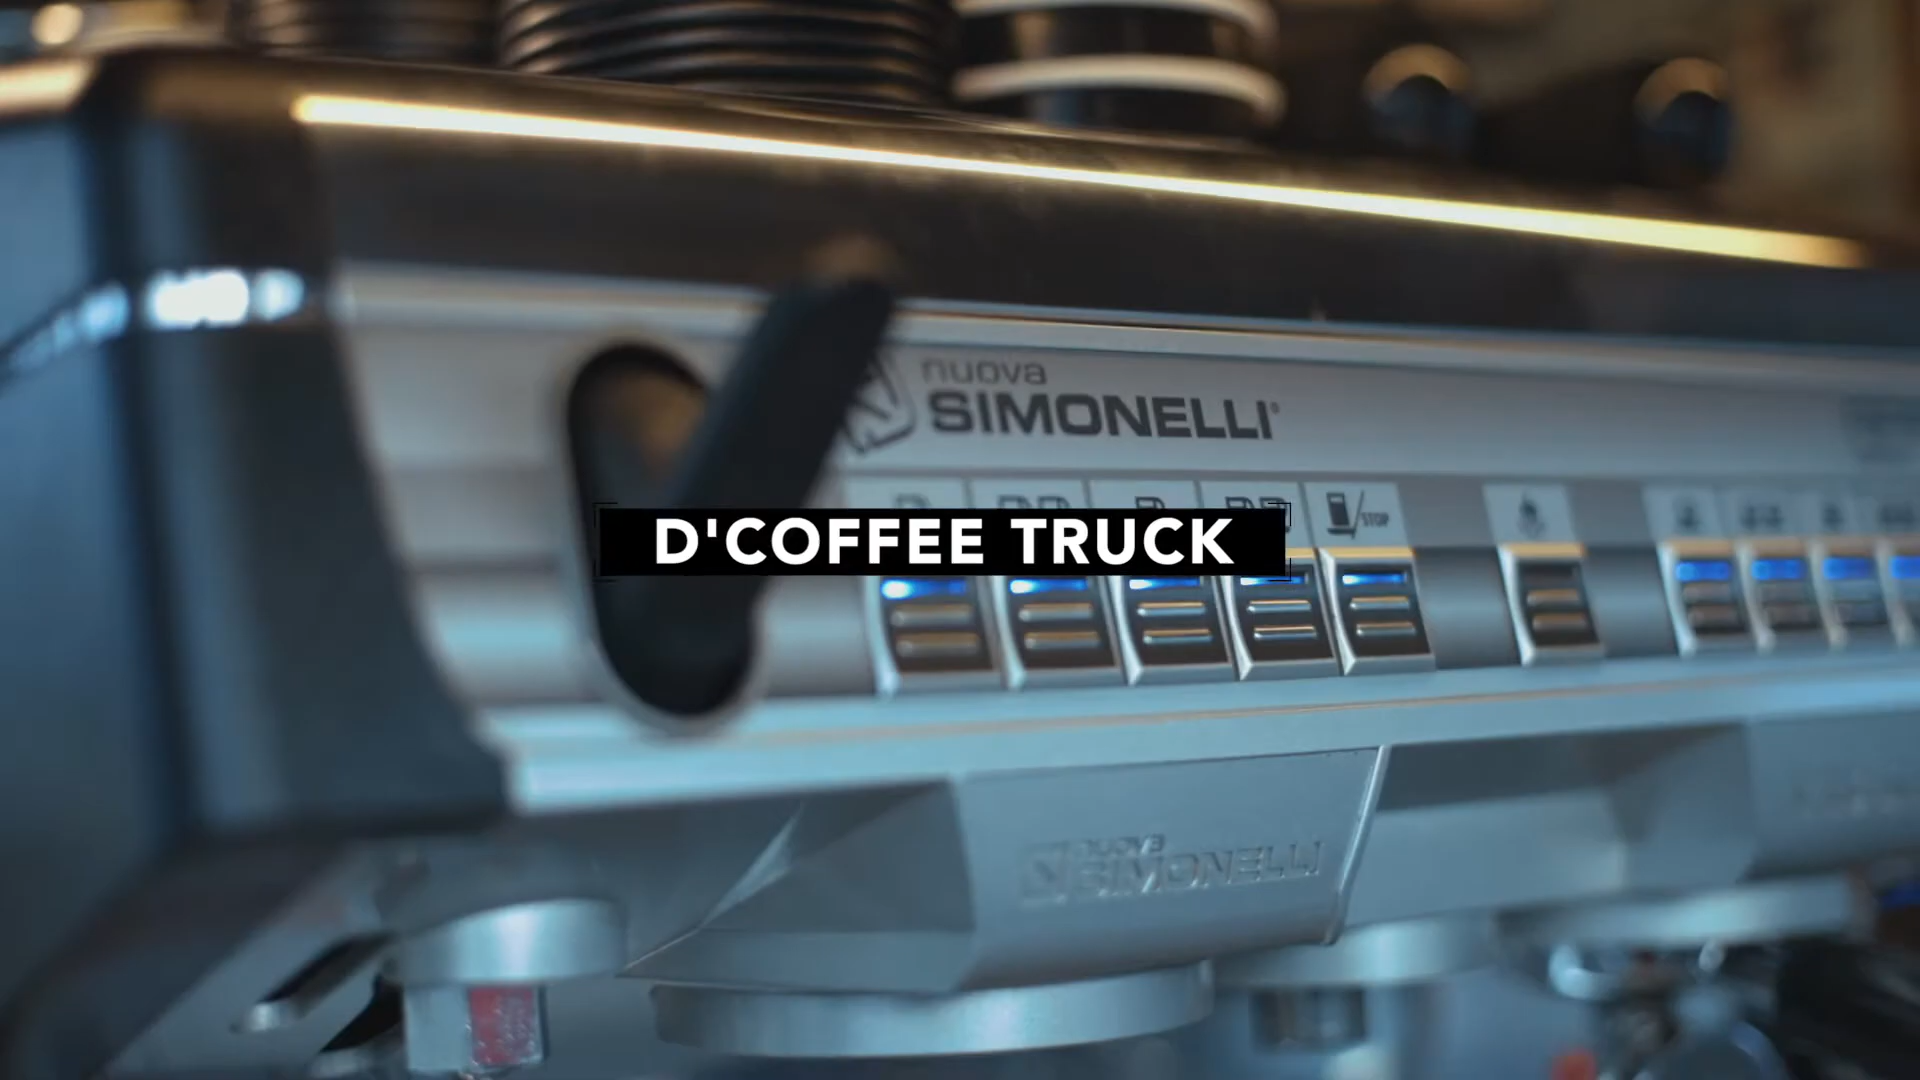 nuova
SIMONELLI
STOP
D'COFFEE TRUCK
nuova
SIMONELLI